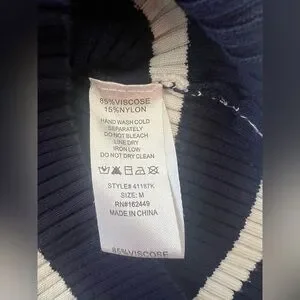 85%VISCOSE
15%NYLON
HAND WASH COLD
SEPARATELY
DO NOT BLEACH
LINE DRY
IRON LOW
DO NOT DRY CLEAN
STYLE# 41187K
SIZE: M
RN#162449
MADE IN CHINA
85%VISCOSE